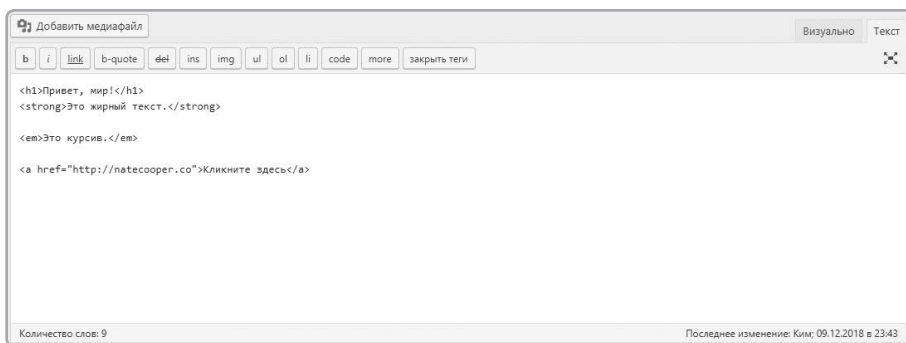 Добавить медиафайл
Визуально Текст
b i link b-quote del ins img ul ol li code more закрыть теги
<h1>Привет, мир!</h1>
<strong>Это жирный текст.</strong>
<em>Это курсив.</em>
<a href="http://natecooper.co">Кликните здесь</a>
Количество слов: 9 Последнее изменение: Ким; 09.12.2018 в 23:43